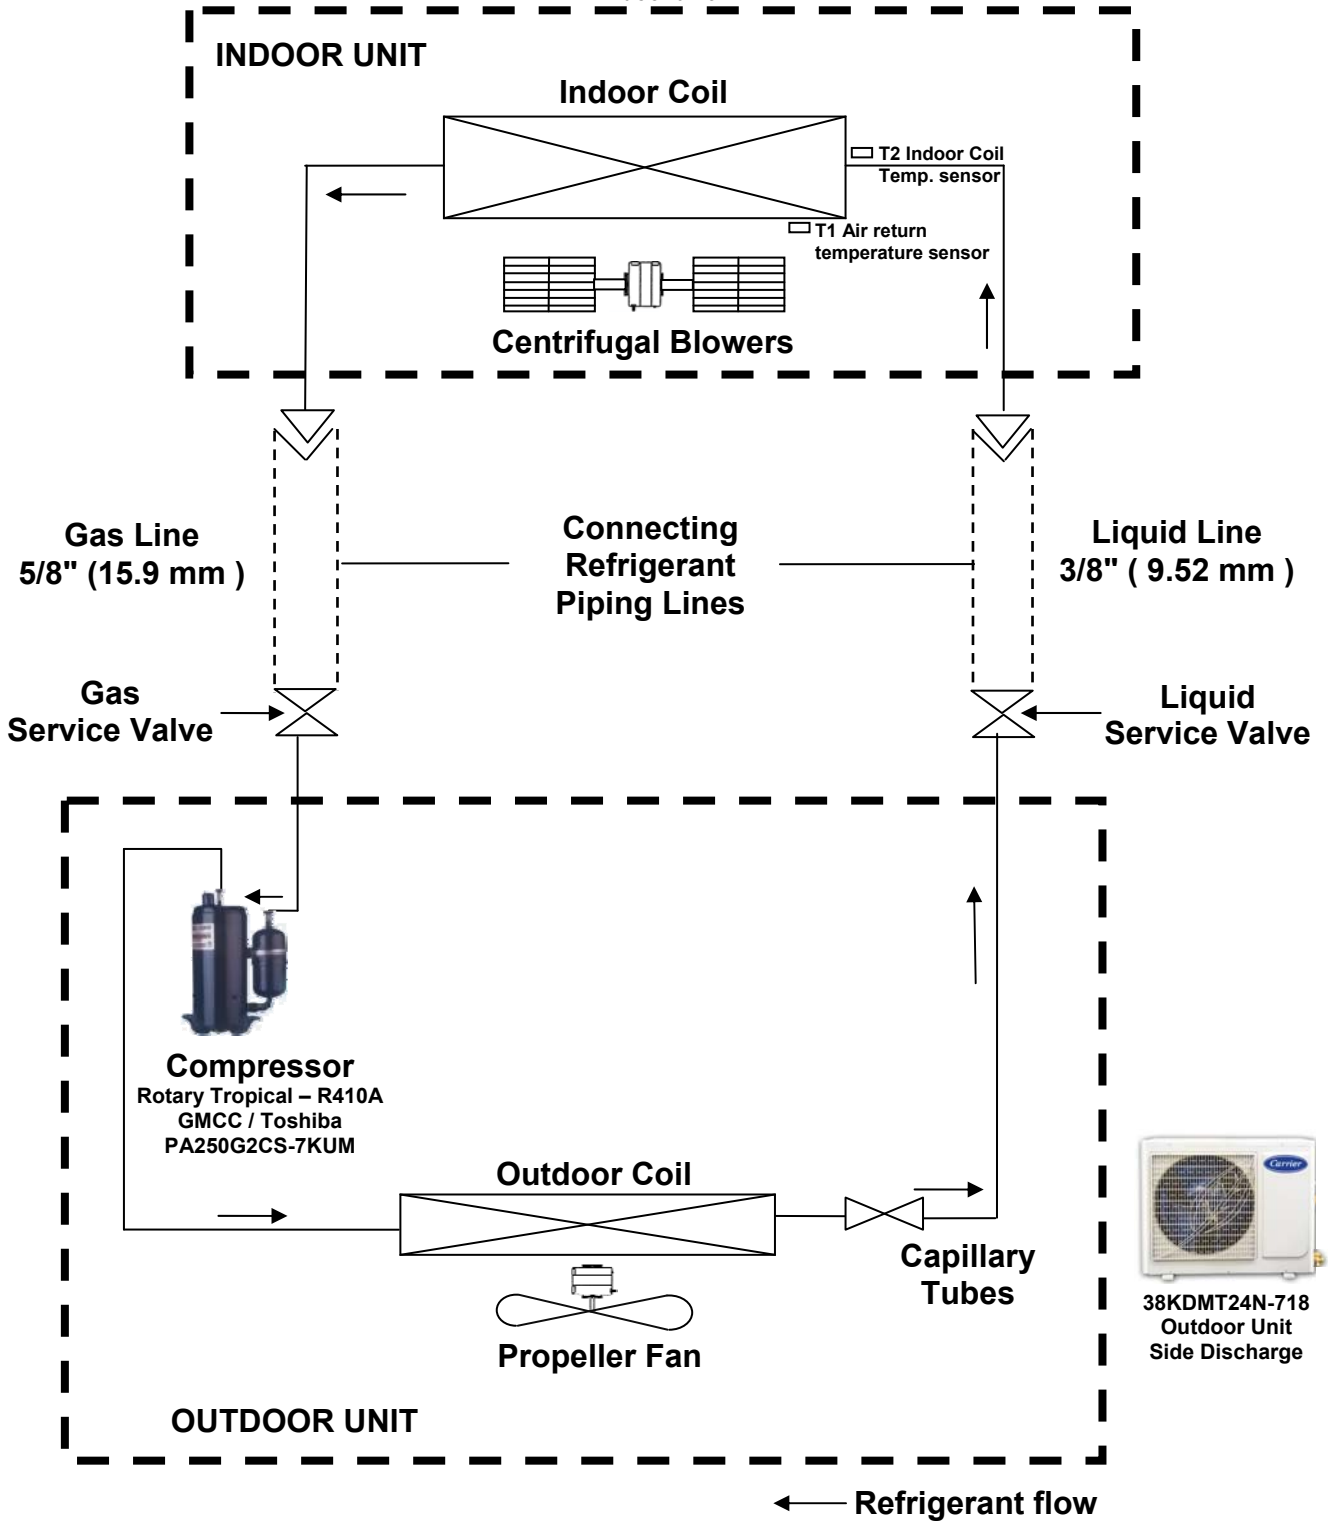 INDOOR UNIT
Indoor Coil
T2 Indoor Coil
Temp. sensor
T1 Air return
temperature sensor
Centrifugal Blowers
Gas Line
5/8" (15.9 mm )
Connecting
Refrigerant
Piping Lines
Liquid Line
3/8" ( 9.52 mm )
Gas
Service Valve
Liquid
Service Valve
Compressor
Rotary Tropical – R410A
GMCC / Toshiba
PA250G2CS-7KUM
Outdoor Coil
Capillary
Tubes
Propeller Fan
Carrier
38KDMT24N-718
Outdoor Unit
Side Discharge
OUTDOOR UNIT
Refrigerant flow